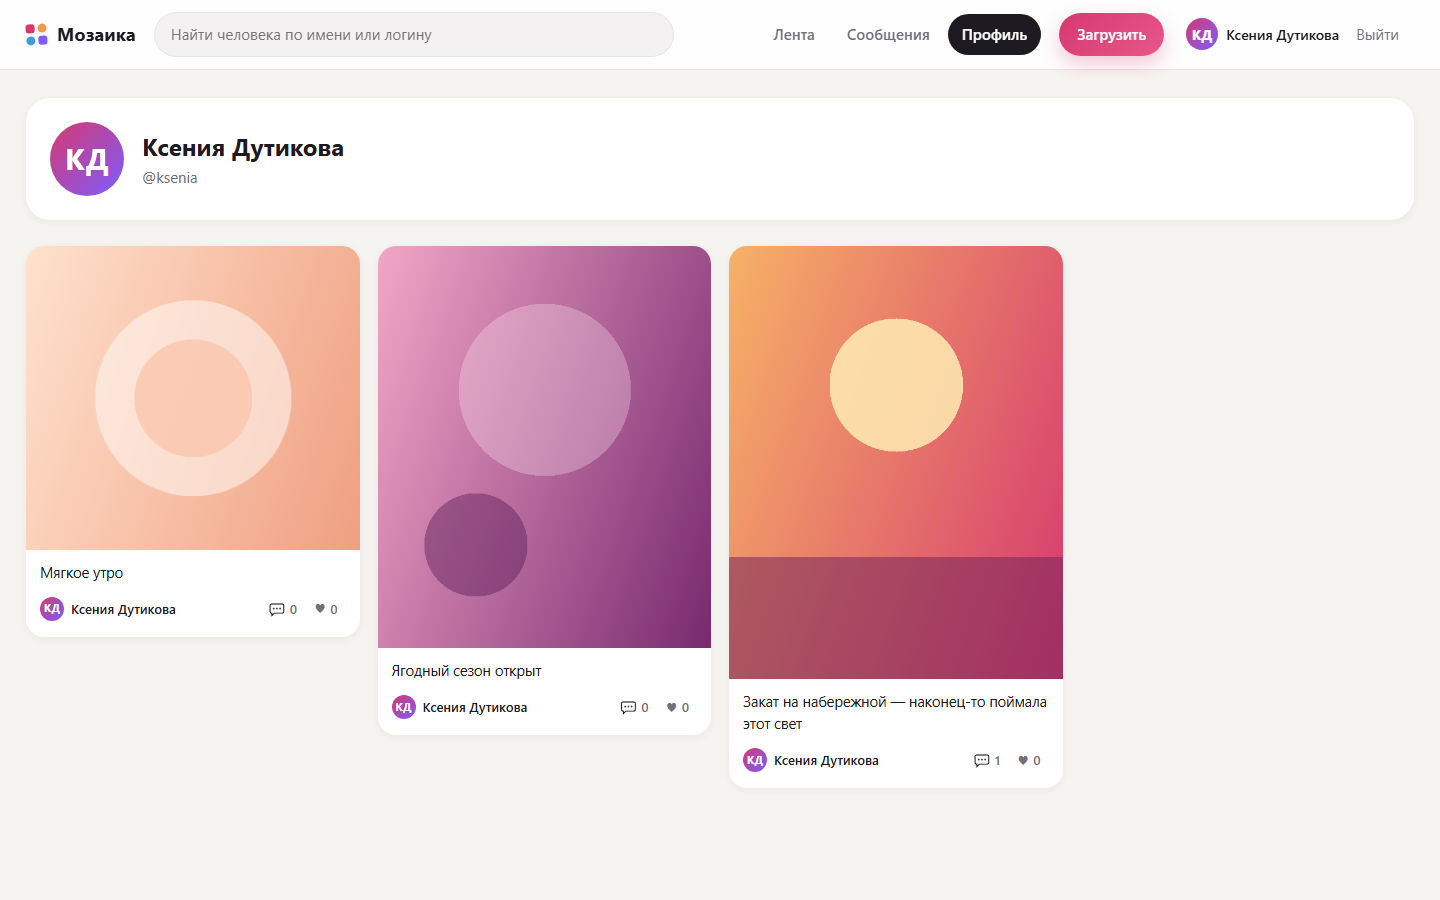 Мозаика
Найти человека по имени или логину
Лента
Сообщения
Профиль
Загрузить
КД
Ксения Дутикова
Выйти
КД
Ксения Дутикова
@ksenia
Мягкое утро
КД
Ксения Дутикова
0
0
Ягодный сезон открыт
КД
Ксения Дутикова
0
0
Закат на набережной — наконец-то поймала
этот свет
КД
Ксения Дутикова
1
0